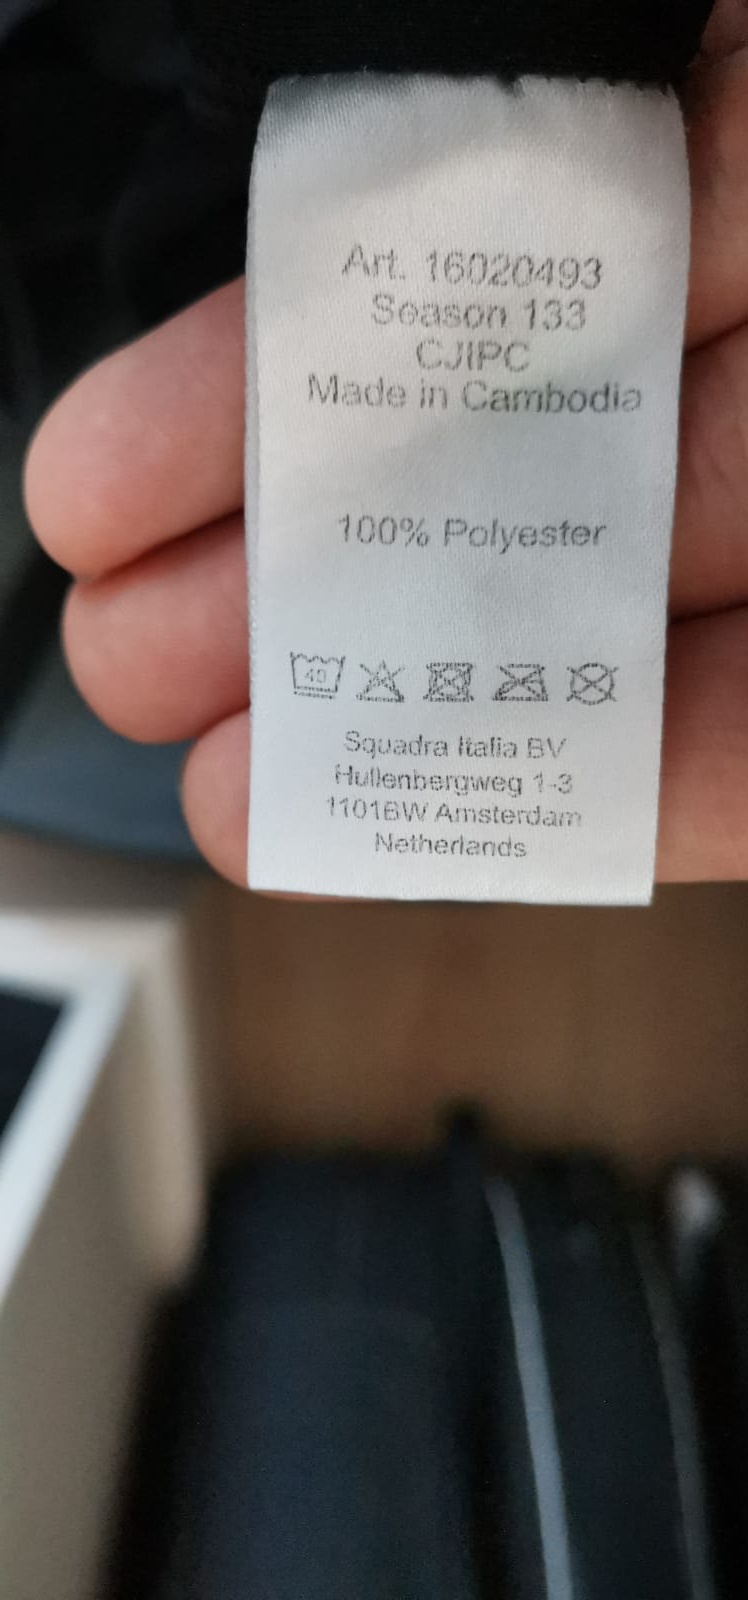 Art. 16020493
Season 133
CJIPC
Made in Cambodia
100% Polyester
40
Squadra Italia BV
Hullenbergweg 1-3
1101BW Amsterdam
Netherlands